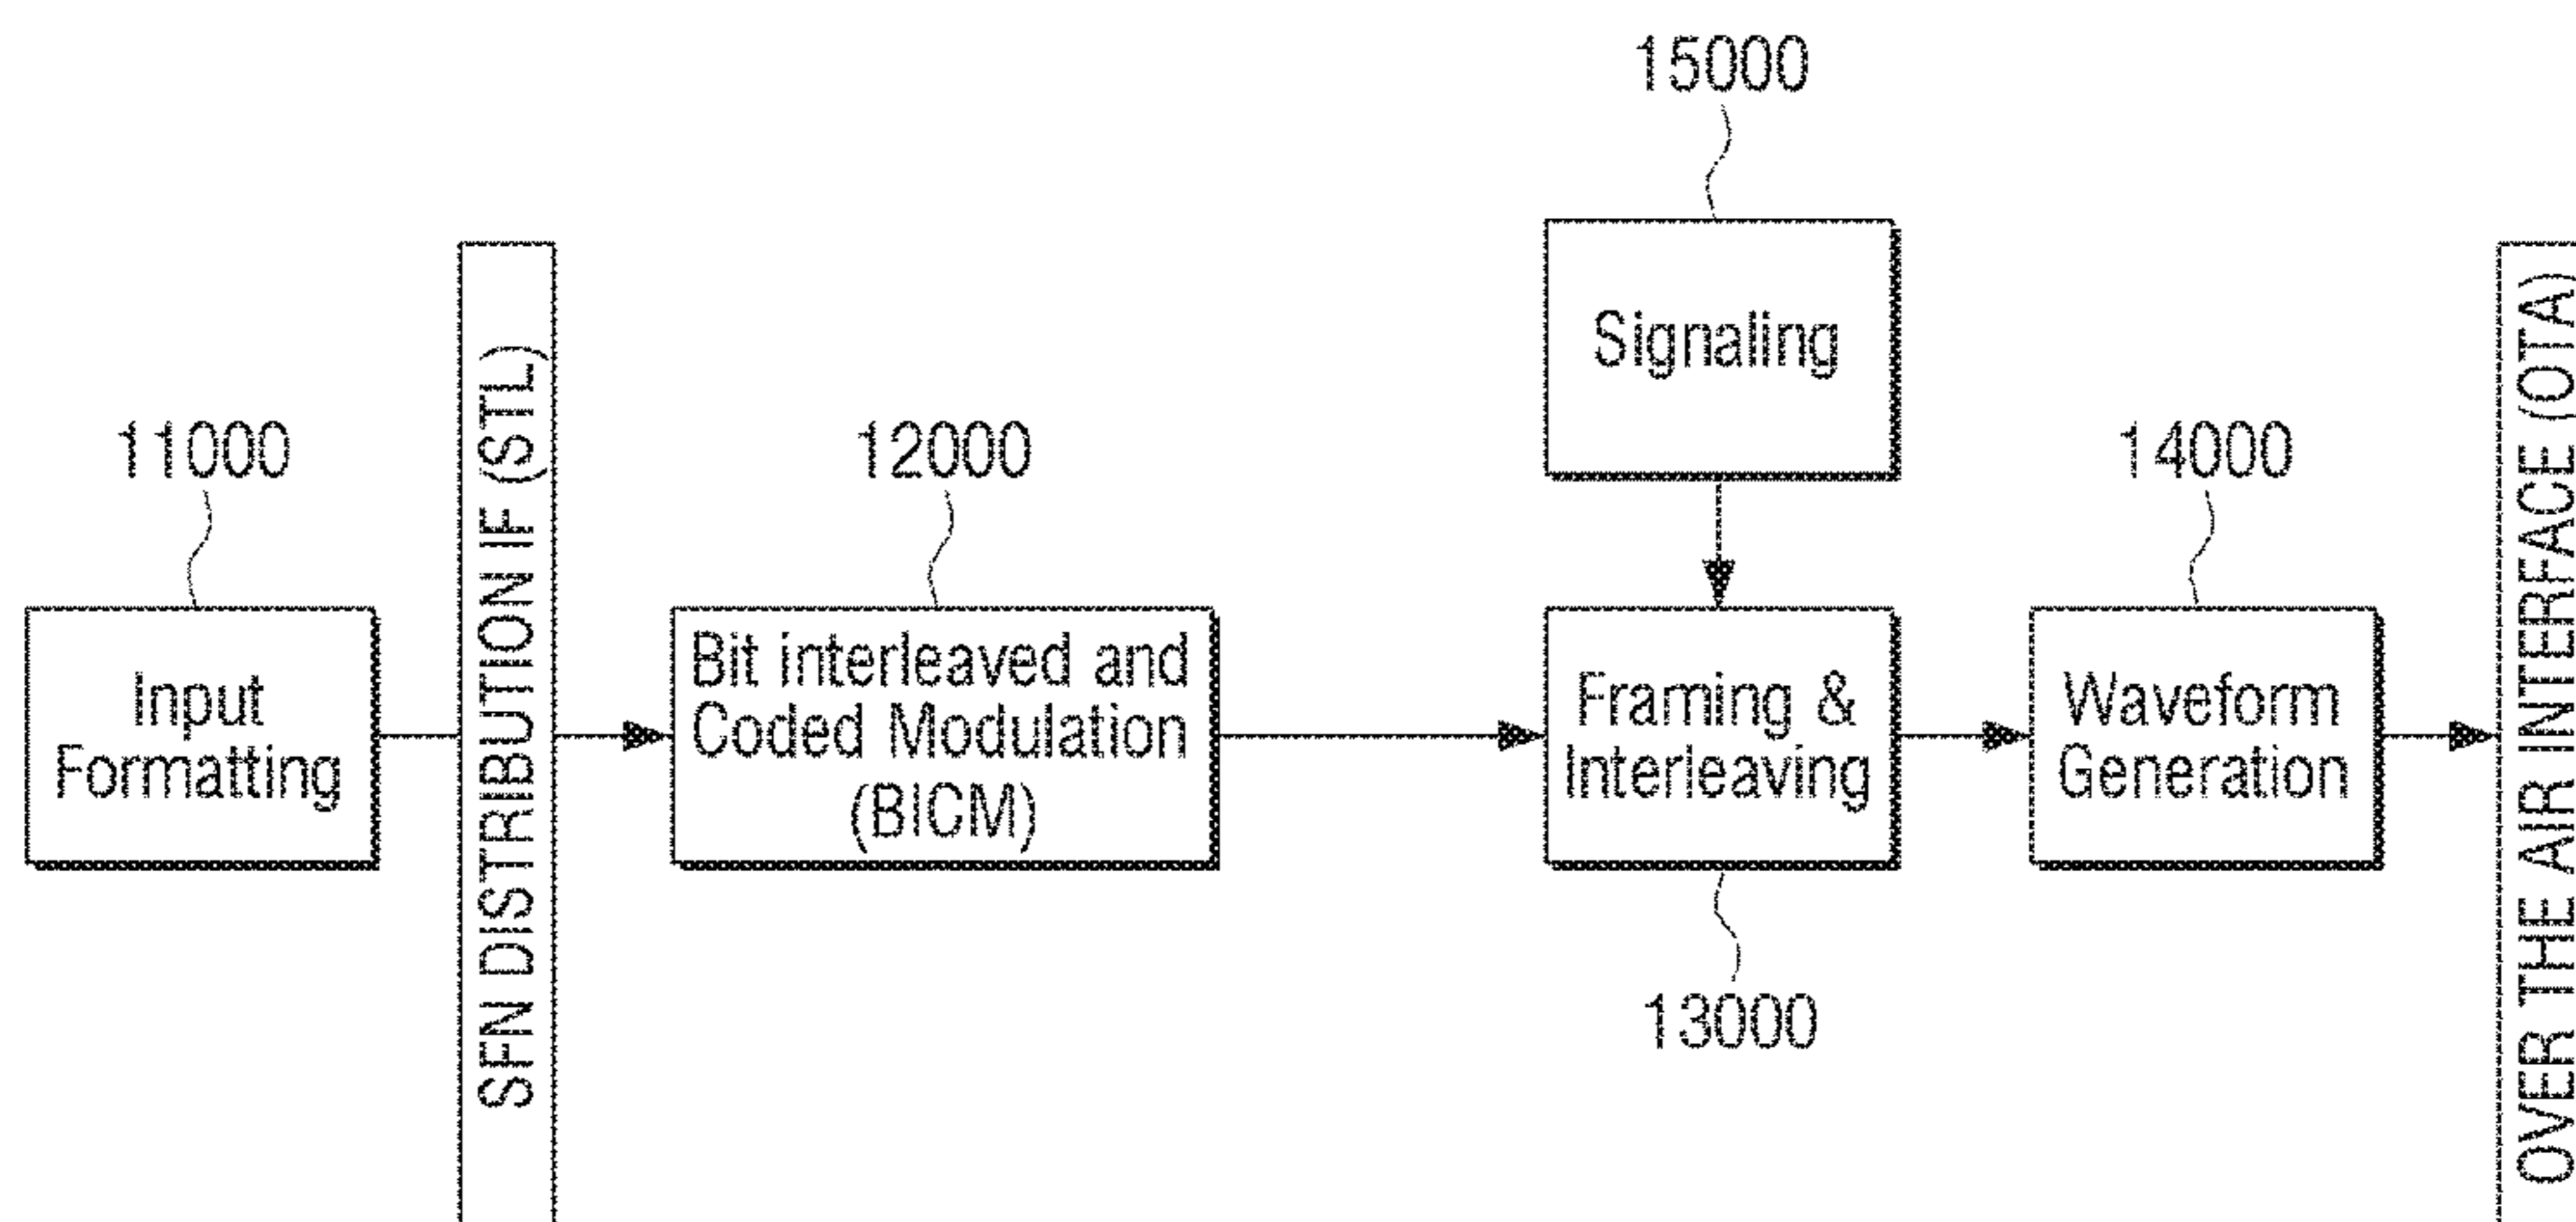 15000
Signaling
11000
SFN DISTRIBUTION IF (STL)
12000
14000
OVER THE AIR INTERFACE (OTA)
Input
Formatting
Bit interleaved and
Coded Modulation
(BICM)
Framing &
Interleaving
Waveform
Generation
13000